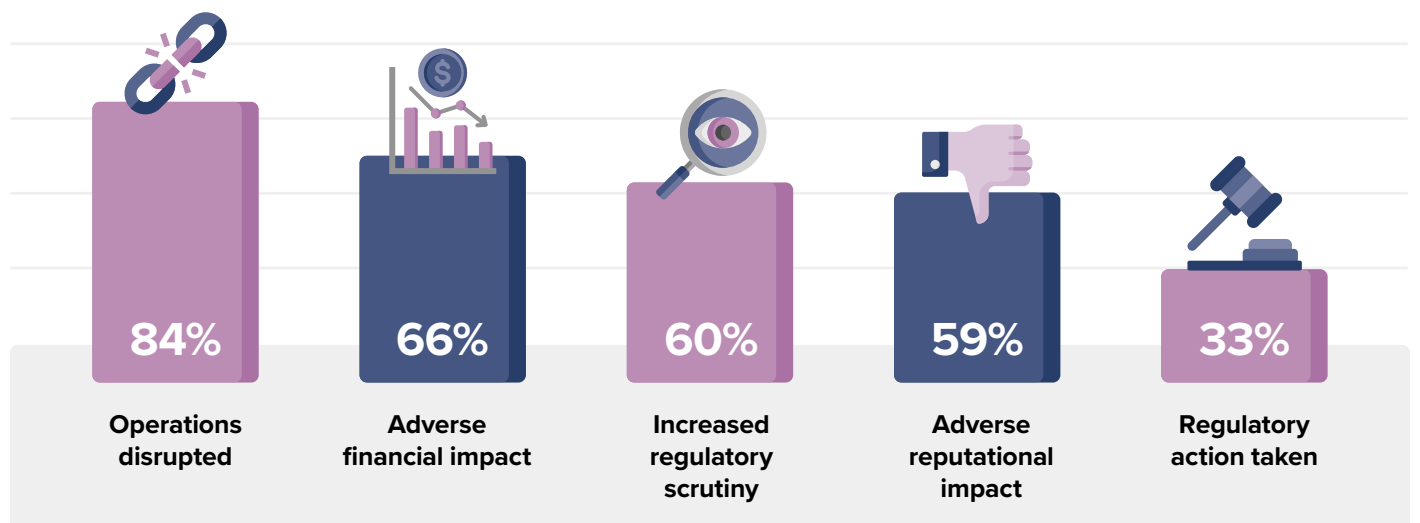 84%
66%
60%
59%
33%
Operations
disrupted
Adverse
financial impact
Increased
regulatory
scrutiny
Adverse
reputational
impact
Regulatory
action taken
$